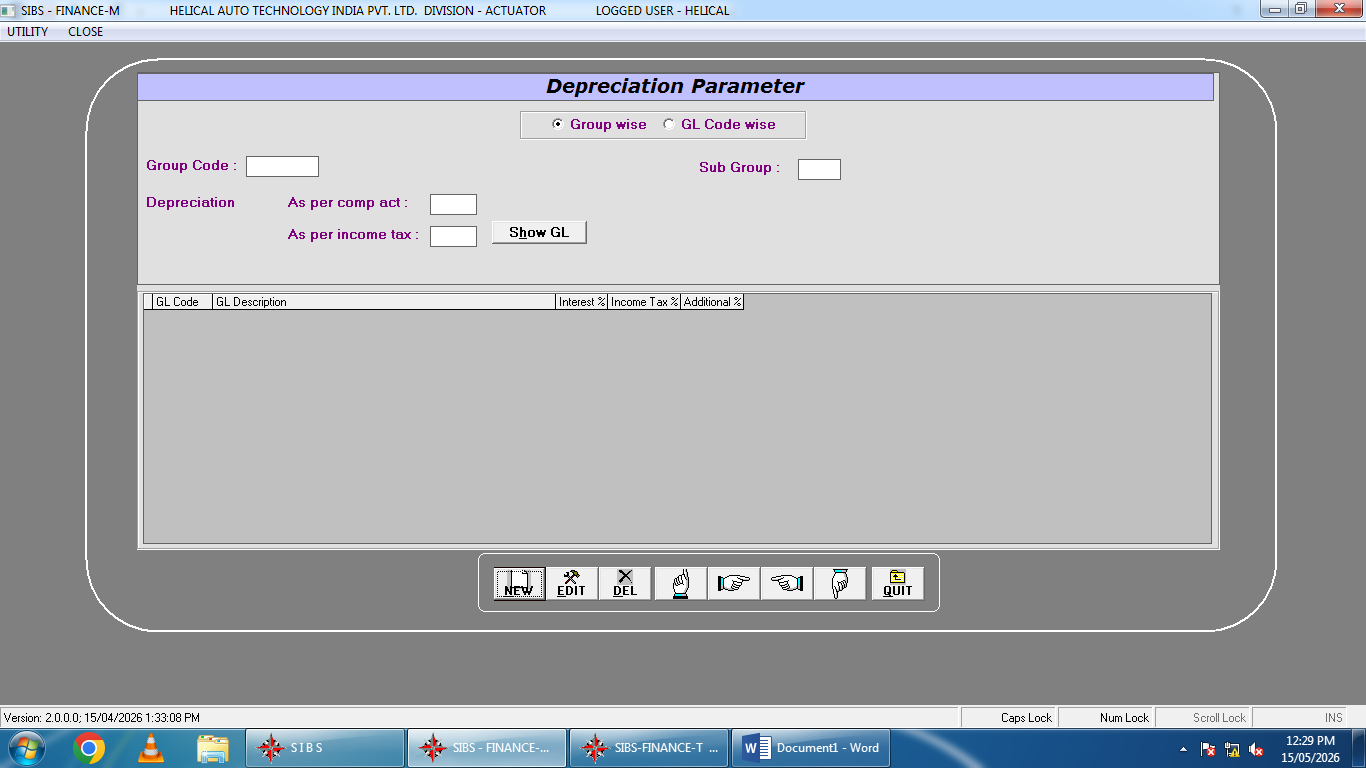 SIBS - FINANCE-M HELICAL AUTO TECHNOLOGY INDIA PVT. LTD. DIVISION - ACTUATOR LOGGED USER - HELICAL
UTILITY CLOSE
Depreciation Parameter
Group wise GL Code wise
Group Code : Sub Group :
Depreciation As per comp act :
As per income tax : Show GL
GL Code GL Description Interest % Income Tax % Additional %
NEW EDIT DEL QUIT
Version: 2.0.0.0; 15/04/2026 1:33:08 PM Caps Lock Num Lock Scroll Lock INS
S I B S SIBS - FINANCE-... SIBS-FINANCE-T ... Document1 - Word 12:29 PM
15/05/2026